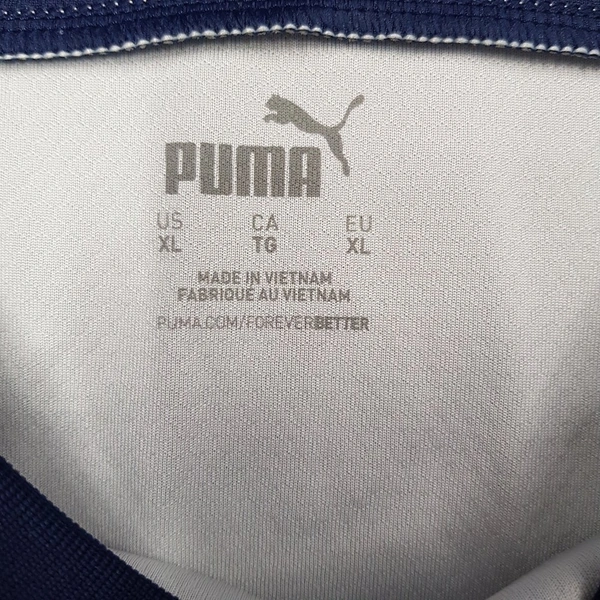 PUMA
US CA EU
XL TG XL
MADE IN VIETNAM
FABRIQUE AU VIETNAM
PUMA.COM/FOREVERBETTER